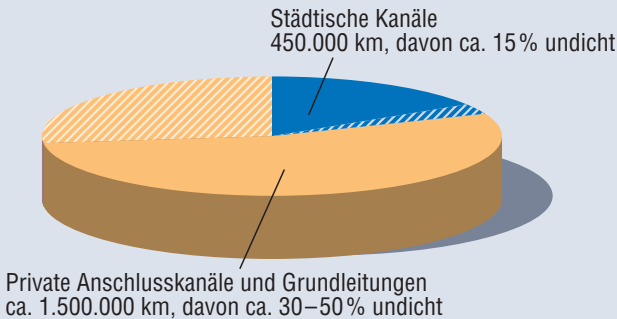 Städtische Kanäle
450.000 km, davon ca. 15 % undicht
Private Anschlusskanäle und Grundleitungen
ca. 1.500.000 km, davon ca. 30–50 % undicht